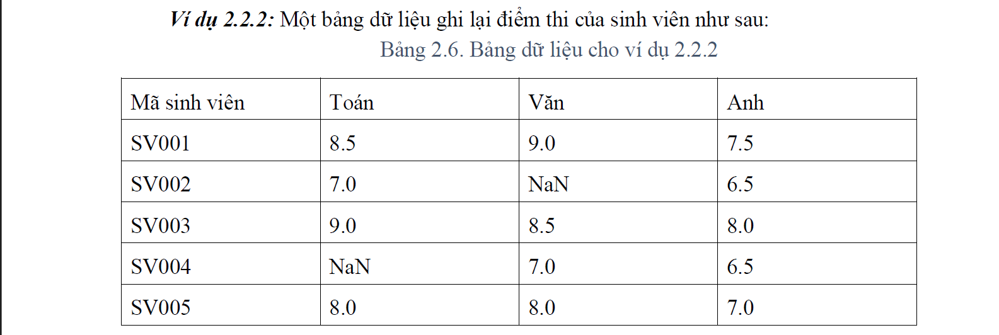 Ví dụ 2.2.2: Một bảng dữ liệu ghi lại điểm thi của sinh viên như sau:
Bảng 2.6. Bảng dữ liệu cho ví dụ 2.2.2
Mã sinh viên Toán Văn Anh
SV001 8.5 9.0 7.5
SV002 7.0 NaN 6.5
SV003 9.0 8.5 8.0
SV004 NaN 7.0 6.5
SV005 8.0 8.0 7.0